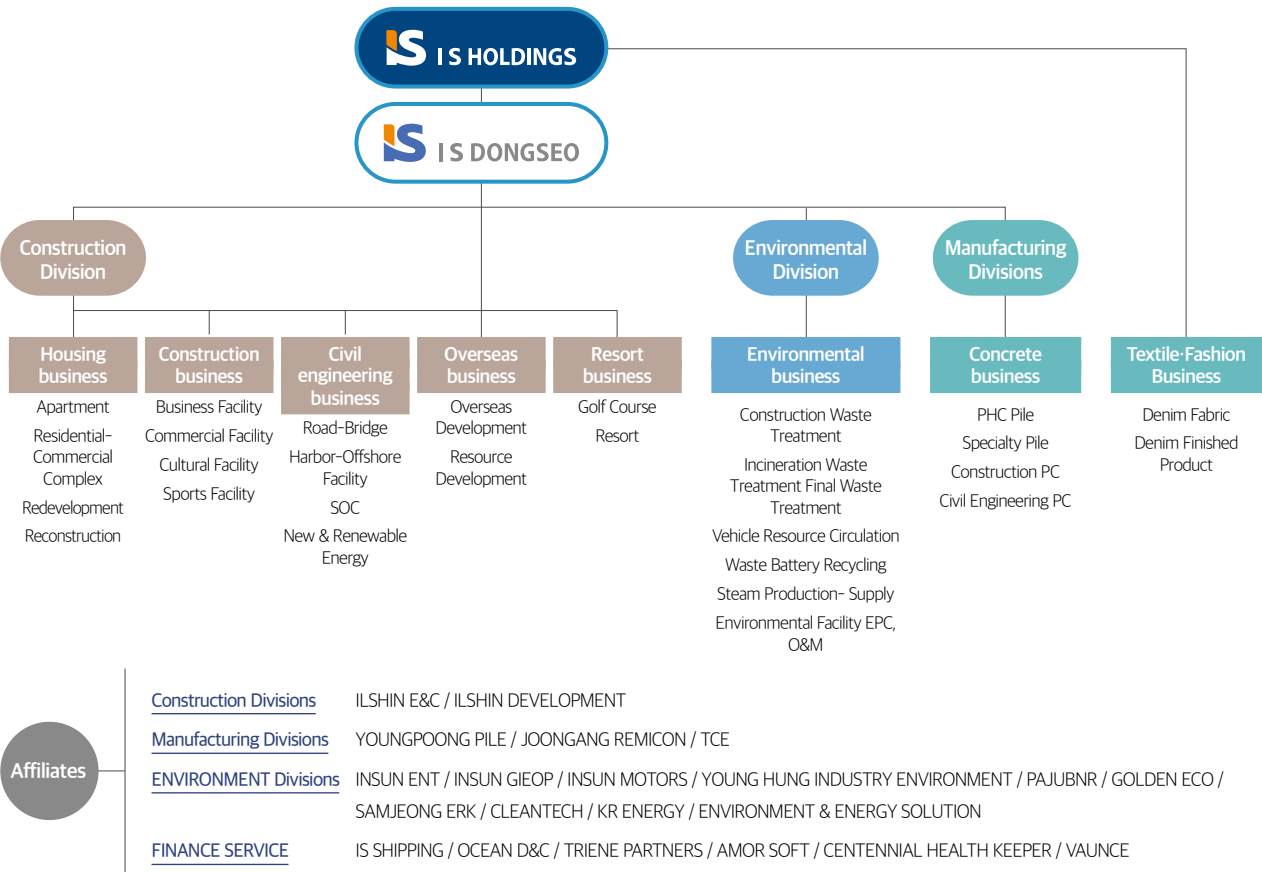 IS I S HOLDINGS
IS I S DONGSEO
Construction
Division
Environmental
Division
Manufacturing
Divisions
Housing
business
Apartment
Residential-
Commercial
Complex
Redevelopment
Reconstruction
Construction
business
Business Facility
Commercial Facility
Cultural Facility
Sports Facility
Civil
engineering
business
Road-Bridge
Harbor-Offshore
Facility
SOC
New & Renewable
Energy
Overseas
business
Overseas
Development
Resource
Development
Resort
business
Golf Course
Resort
Environmental
business
Construction Waste
Treatment
Incineration Waste
Treatment Final Waste
Treatment
Vehicle Resource Circulation
Waste Battery Recycling
Steam Production- Supply
Environmental Facility EPC,
O&M
Concrete
business
PHC Pile
Specialty Pile
Construction PC
Civil Engineering PC
Textile·Fashion
Business
Denim Fabric
Denim Finished
Product
Affiliates
Construction Divisions ILSHIN E&C / ILSHIN DEVELOPMENT
Manufacturing Divisions YOUNGPOONG PILE / JOONGANG REMICON / TCE
ENVIRONMENT Divisions INSUN ENT / INSUN GIEOP / INSUN MOTORS / YOUNG HUNG INDUSTRY ENVIRONMENT / PAJUBNR / GOLDEN ECO /
SAMJEONG ERK / CLEANTECH / KR ENERGY / ENVIRONMENT & ENERGY SOLUTION
FINANCE SERVICE IS SHIPPING / OCEAN D&C / TRIENE PARTNERS / AMOR SOFT / CENTENNIAL HEALTH KEEPER / VAUNCE